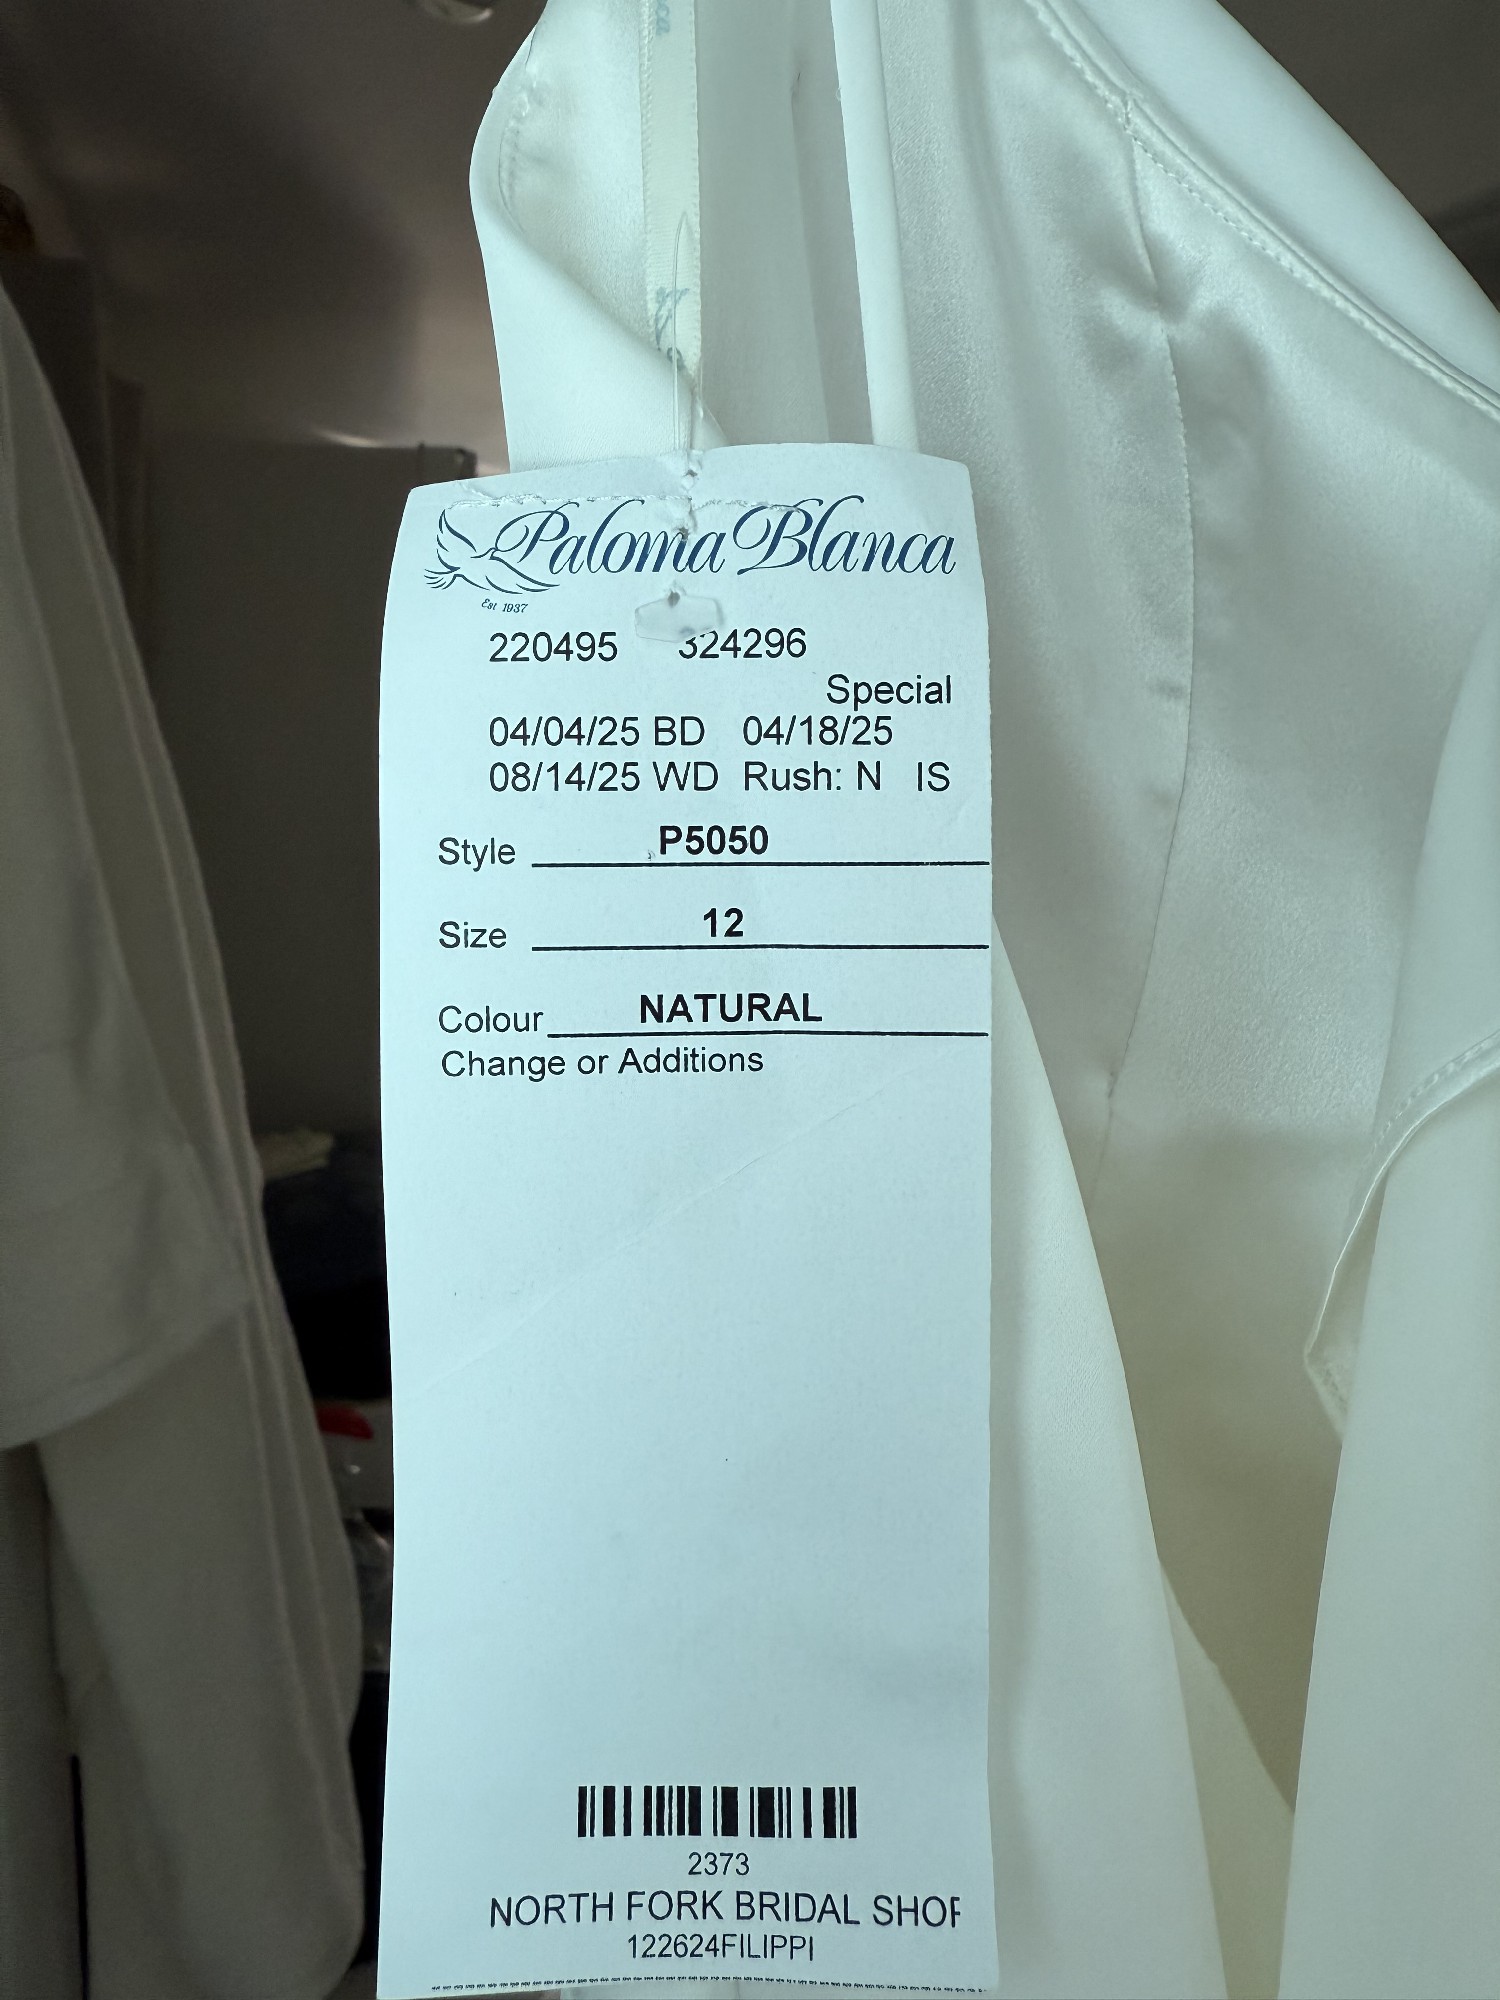 Paloma Blanca
Est 1937
220495 324296
Special
04/04/25 BD 04/18/25
08/14/25 WD Rush: N IS
Style P5050
Size 12
Colour NATURAL
Change or Additions
2373
NORTH FORK BRIDAL SHOP
122624FILIPPI